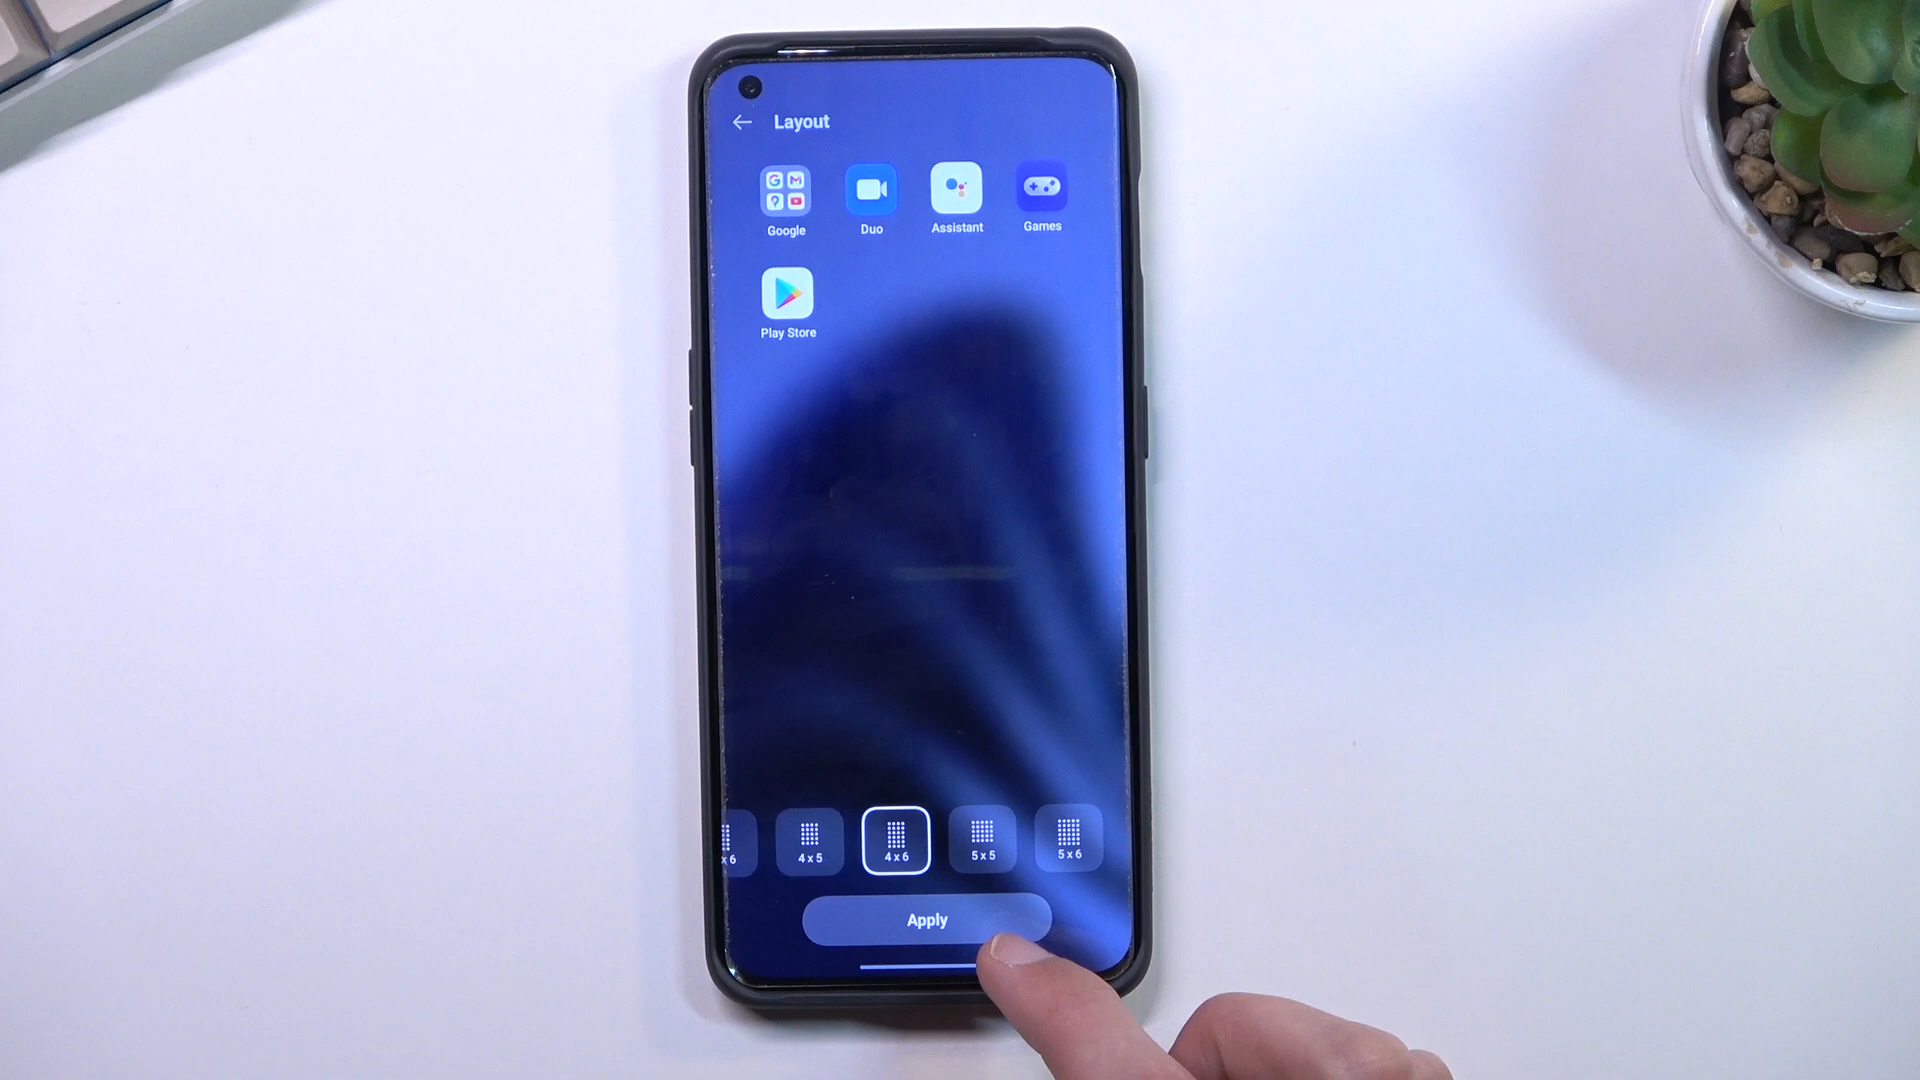 Layout
Google Duo Assistant Games
Play Store
x 6 4 x 5 4 x 6 5 x 5 5 x 6
Apply